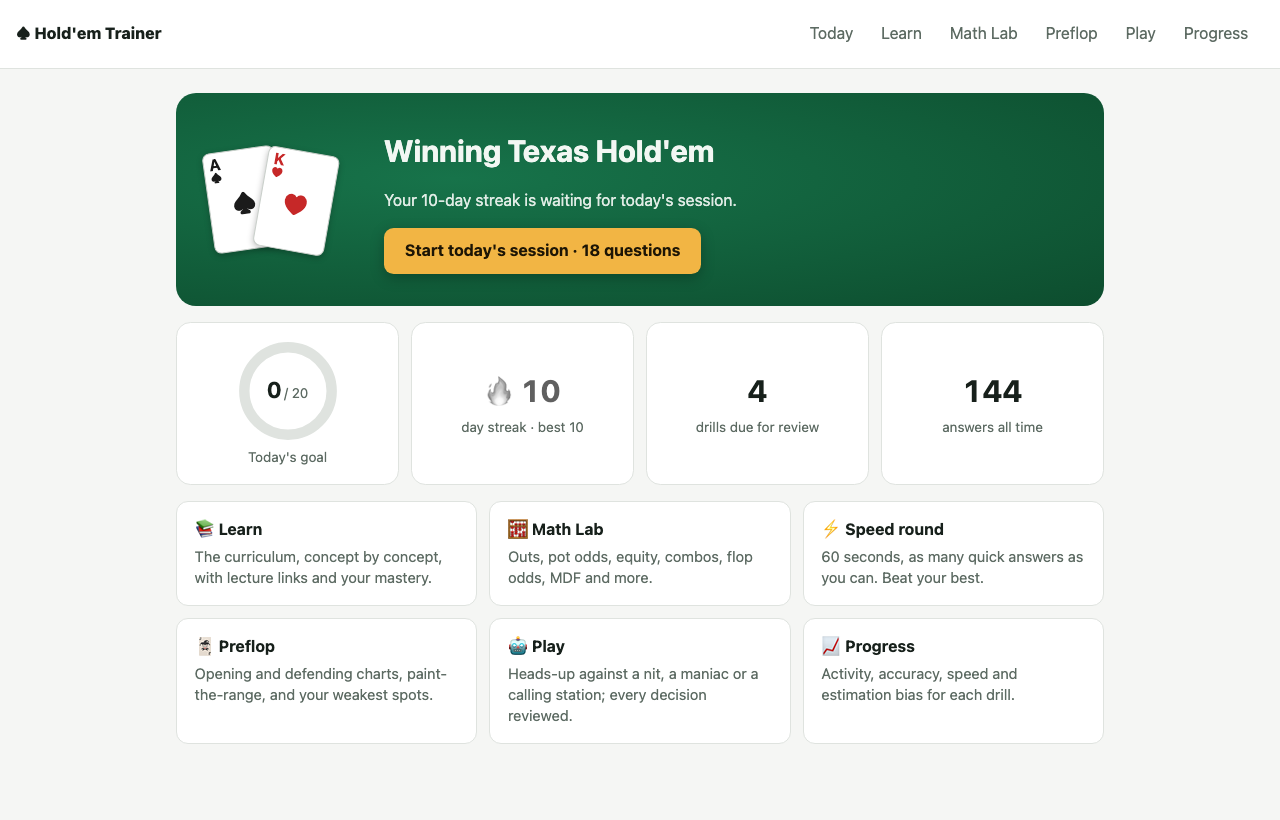 ♠ Hold'em Trainer
Today Learn Math Lab Preflop Play Progress
A
K
Winning Texas Hold'em
Your 10-day streak is waiting for today's session.
Start today's session · 18 questions
0 / 20
Today's goal
10
day streak · best 10
4
drills due for review
144
answers all time
Learn
The curriculum, concept by concept,
with lecture links and your mastery.
Math Lab
Outs, pot odds, equity, combos, flop
odds, MDF and more.
Speed round
60 seconds, as many quick answers as
you can. Beat your best.
Preflop
Opening and defending charts, paint-
the-range, and your weakest spots.
Play
Heads-up against a nit, a maniac or a
calling station; every decision
reviewed.
Progress
Activity, accuracy, speed and
estimation bias for each drill.